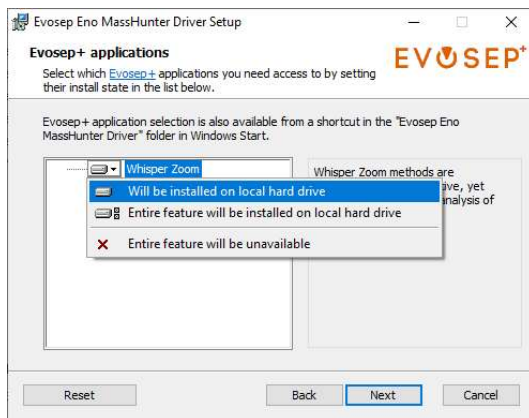 Evosep Eno MassHunter Driver Setup
Evosep+ applications
Select which Evosep+ applications you need access to by setting
their install state in the list below.
EVOSEP+
Evosep+ application selection is also available from a shortcut in the "Evosep Eno
MassHunter Driver" folder in Windows Start.
Whisper Zoom
Whisper Zoom methods are
Will be installed on local hard drive
yet
Entire feature will be installed on local hard drive
analysis of
Entire feature will be unavailable
Reset
Back
Next
Cancel